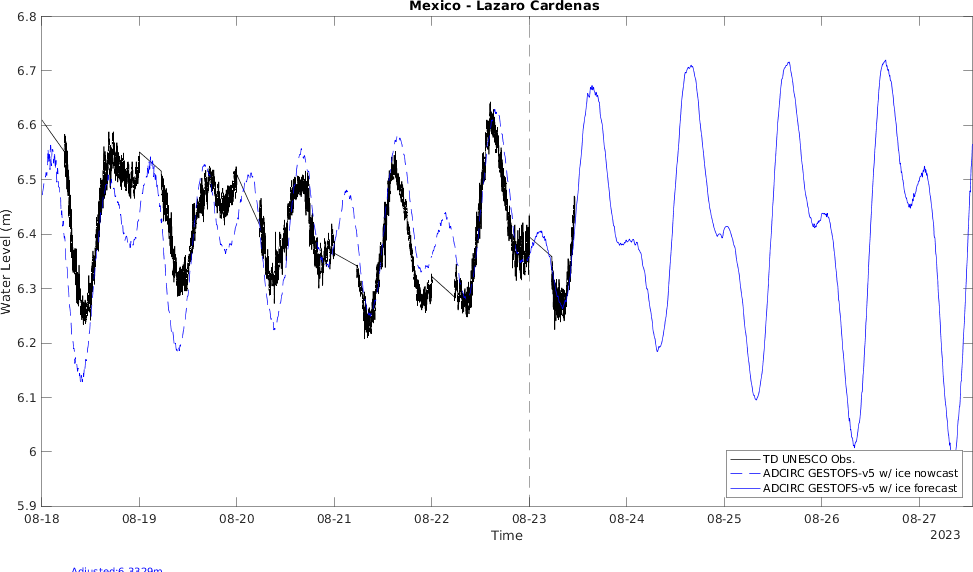 Mexico - Lazaro Cardenas
6.8
6.7
6.6
6.5
6.4
6.3
6.2
6.1
6
5.9
Water Level (m)
TD UNESCO Obs.
ADCIRC GESTOFS-v5 w/ ice nowcast
ADCIRC GESTOFS-v5 w/ ice forecast
08-18 08-19 08-20 08-21 08-22 08-23 08-24 08-25 08-26 08-27
Time
2023
Adjusted:6.3329m